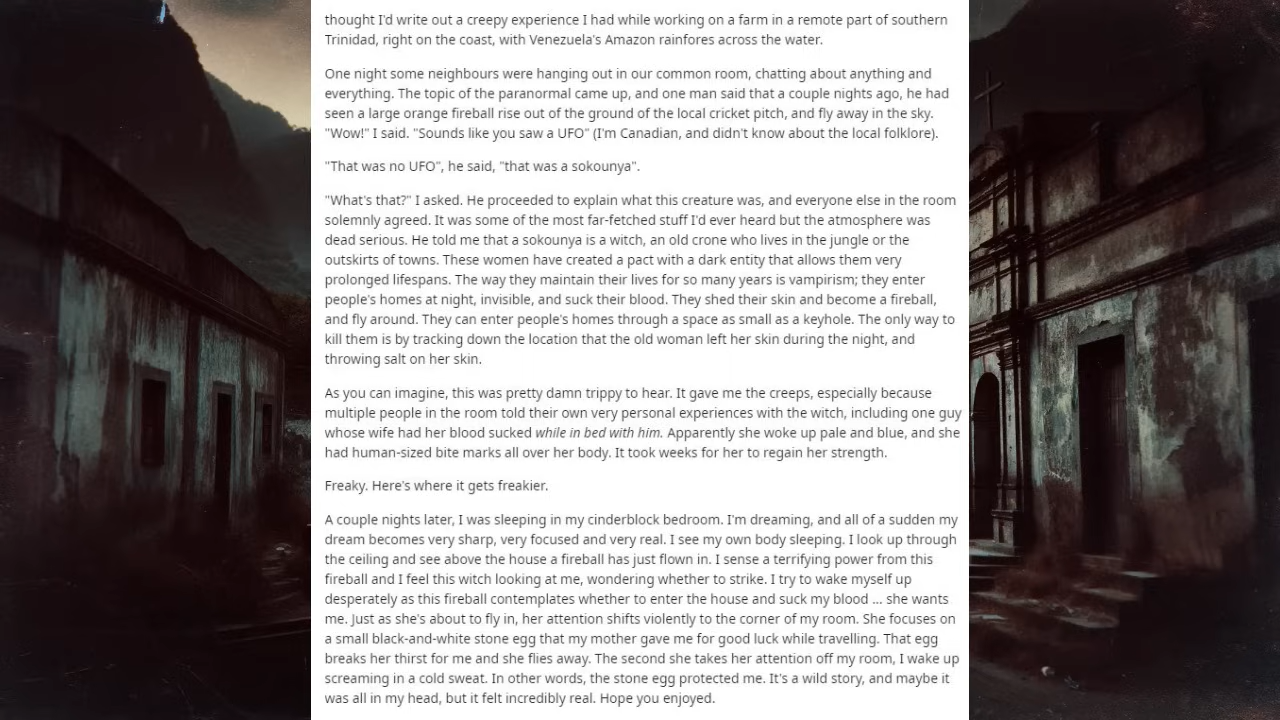 thought I'd write out a creepy experience I had while working on a farm in a remote part of southern
Trinidad, right on the coast, with Venezuela's Amazon rainfores across the water.
One night some neighbours were hanging out in our common room, chatting about anything and
everything. The topic of the paranormal came up, and one man said that a couple nights ago, he had
seen a large orange fireball rise out of the ground of the local cricket pitch, and fly away in the sky.
"Wow!" I said. "Sounds like you saw a UFO" (I'm Canadian, and didn't know about the local folklore).
"That was no UFO", he said, "that was a sokounya".
"What's that?" I asked. He proceeded to explain what this creature was, and everyone else in the room
solemnly agreed. It was some of the most far-fetched stuff I'd ever heard but the atmosphere was
dead serious. He told me that a sokounya is a witch, an old crone who lives in the jungle or the
outskirts of towns. These women have created a pact with a dark entity that allows them very
prolonged lifespans. The way they maintain their lives for so many years is vampirism; they enter
people's homes at night, invisible, and suck their blood. They shed their skin and become a fireball,
and fly around. They can enter people's homes through a space as small as a keyhole. The only way to
kill them is by tracking down the location that the old woman left her skin during the night, and
throwing salt on her skin.
As you can imagine, this was pretty damn trippy to hear. It gave me the creeps, especially because
multiple people in the room told their own very personal experiences with the witch, including one guy
whose wife had her blood sucked while in bed with him. Apparently she woke up pale and blue, and she
had human-sized bite marks all over her body. It took weeks for her to regain her strength.
Freaky. Here's where it gets freakier.
A couple nights later, I was sleeping in my cinderblock bedroom. I'm dreaming, and all of a sudden my
dream becomes very sharp, very focused and very real. I see my own body sleeping. I look up through
the ceiling and see above the house a fireball has just flown in. I sense a terrifying power from this
fireball and I feel this witch looking at me, wondering whether to strike. I try to wake myself up
desperately as this fireball contemplates whether to enter the house and suck my blood ... she wants
me. Just as she's about to fly in, her attention shifts violently to the corner of my room. She focuses on
a small black-and-white stone egg that my mother gave me for good luck while travelling. That egg
breaks her thirst for me and she flies away. The second she takes her attention off my room, I wake up
screaming in a cold sweat. In other words, the stone egg protected me. It's a wild story, and maybe it
was all in my head, but it felt incredibly real. Hope you enjoyed.